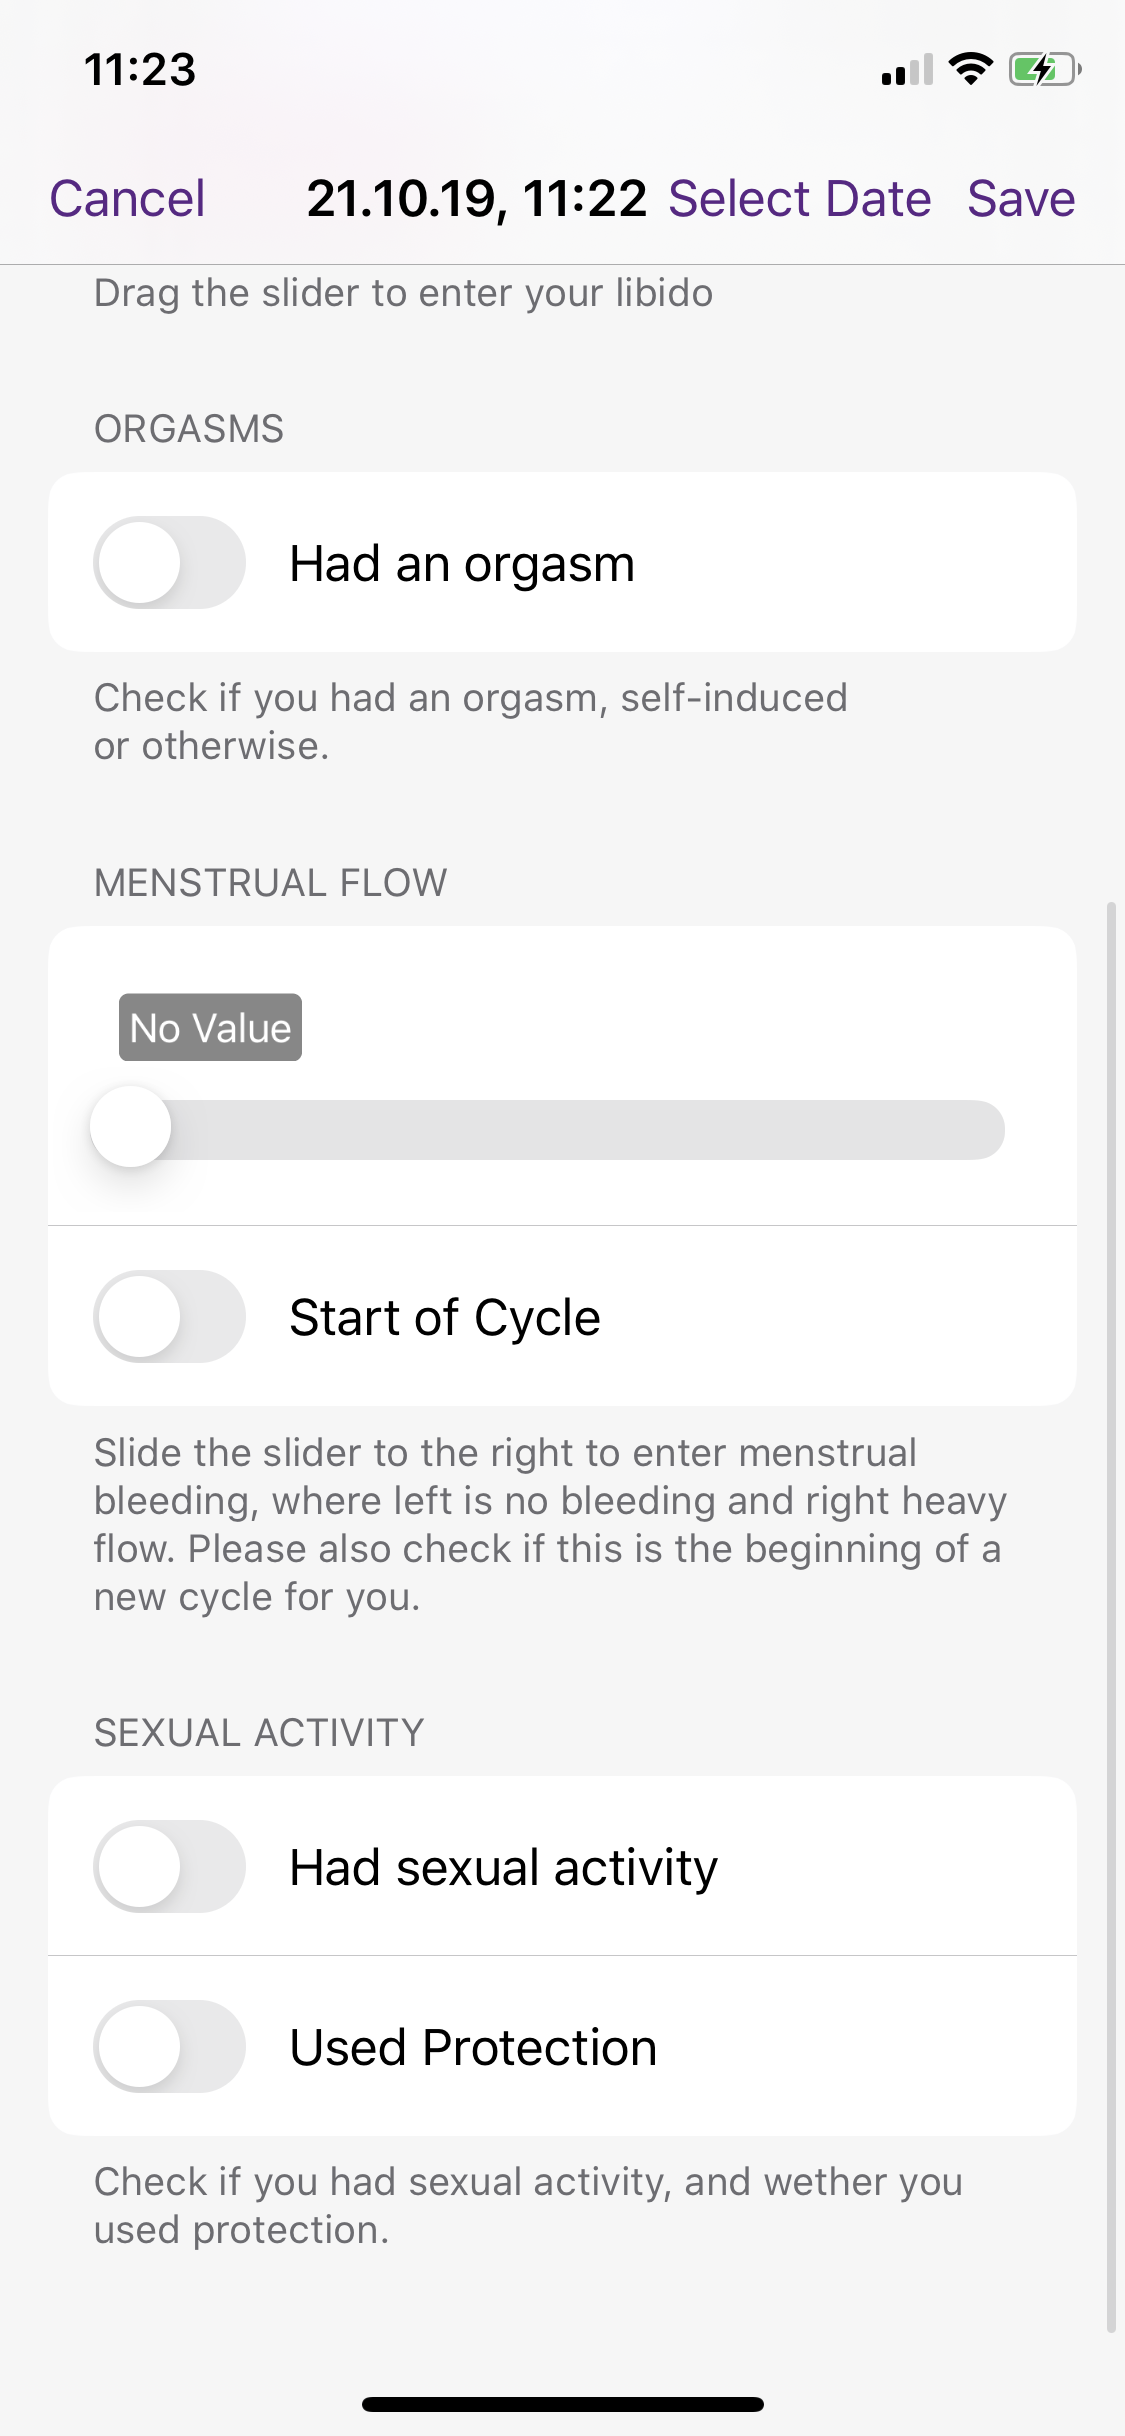 11:23
Cancel 21.10.19, 11:22 Select Date Save
Drag the slider to enter your libido
ORGASMS
Had an orgasm
Check if you had an orgasm, self-induced
or otherwise.
MENSTRUAL FLOW
No Value
Start of Cycle
Slide the slider to the right to enter menstrual
bleeding, where left is no bleeding and right heavy
flow. Please also check if this is the beginning of a
new cycle for you.
SEXUAL ACTIVITY
Had sexual activity
Used Protection
Check if you had sexual activity, and wether you
used protection.